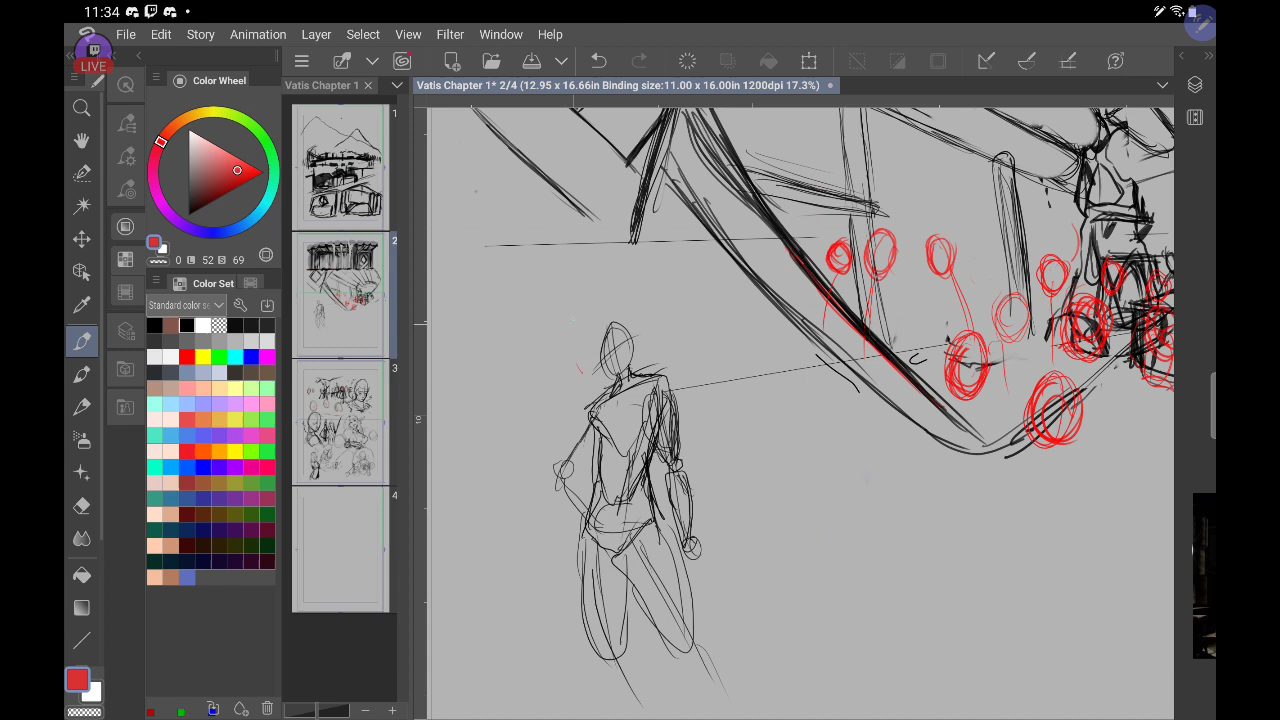 11:34
LIVE
File Edit Story Animation Layer Select View Filter Window Help
Color Wheel
Vatis Chapter 1
Vatis Chapter 1* 2/4 (12.95 x 16.66in Binding size:11.00 x 16.00in 1200dpi 17.3%)
1
2
3
4
0 L 52 S 69
Color Set
Standard color s
10